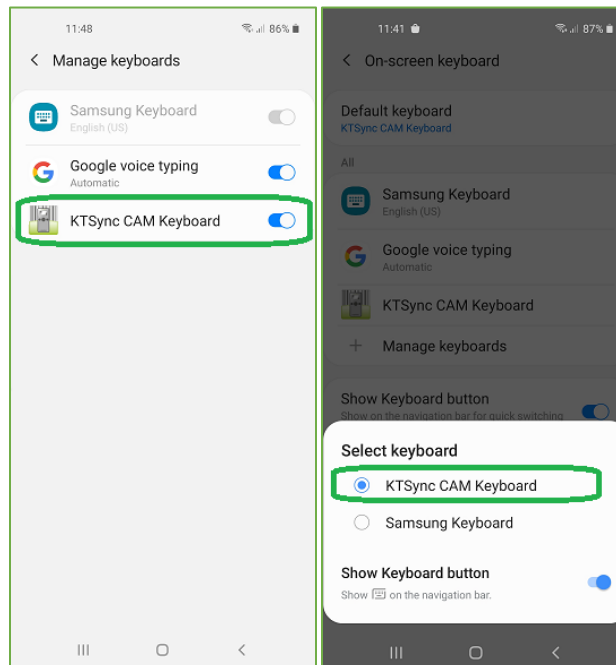 11:48
86%
Manage keyboards
Samsung Keyboard
English (US)
Google voice typing
Automatic
KTSync CAM Keyboard
11:41
87%
On-screen keyboard
Default keyboard
KTSync CAM Keyboard
All
Samsung Keyboard
English (US)
Google voice typing
Automatic
KTSync CAM Keyboard
Manage keyboards
Show Keyboard button
Show on the navigation bar for quick switching
Select keyboard
KTSync CAM Keyboard
Samsung Keyboard
Show Keyboard button
Show on the navigation bar.